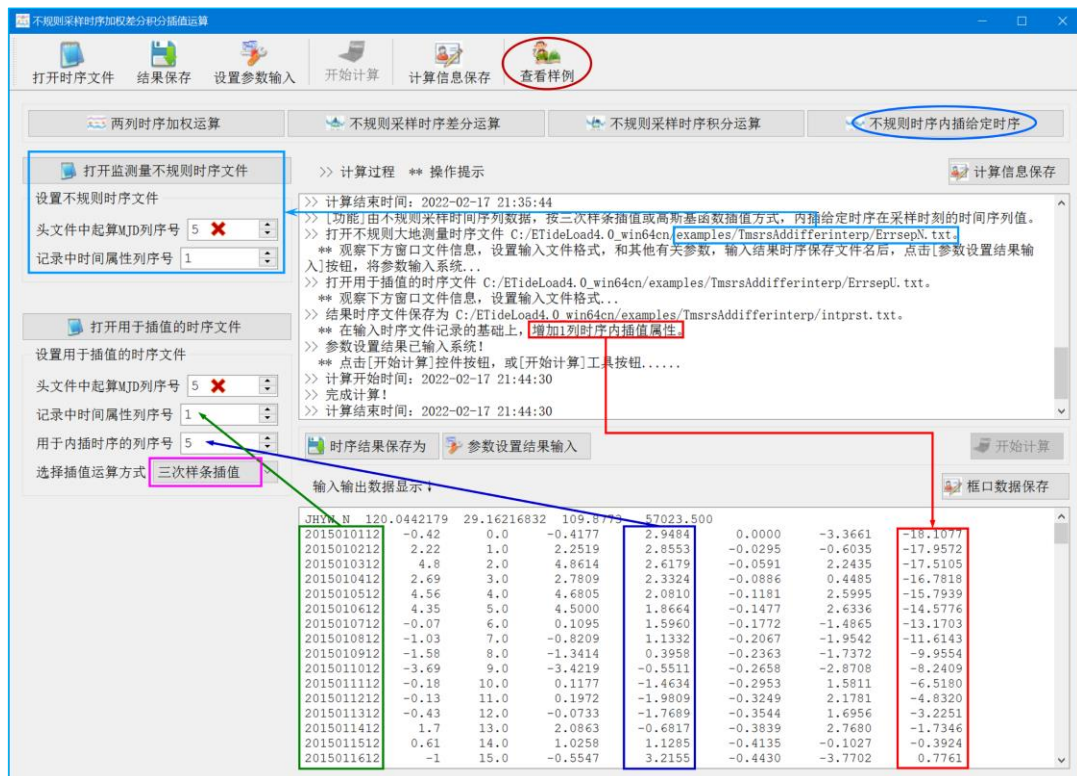 不规则采样时序加权差分积分插值运算
打开时序文件 结果保存 设置参数输入 开始计算 计算信息保存 查看样例
两列时序加权运算 不规则采样时序差分运算 不规则采样时序积分运算 不规则时序内插给定时序
打开监测量不规则时序文件
设置不规则时序文件
头文件中起算MJD列序号 5
记录中时间属性列序号 1
打开用于插值的时序文件
设置用于插值的时序文件
头文件中起算MJD列序号 5
记录中时间属性列序号 1
用于内插时序的列序号 5
选择插值运算方式 三次样条插值
>> 计算过程 ** 操作提示 计算信息保存
>> 计算结束时间：2022-02-17 21:35:44
>> [功能]由不规则采样时间序列数据，按三次样条插值或高斯基函数插值方式，内插给定时序在采样时刻的时间序列值。
>> 打开不规则大地测量时序文件 C:/ETideLoad4.0_win64cn/examples/TmsrsAddifferinterp/ErrsepN.txt。
** 观察下方窗口文件信息，设置输入文件格式，和其他有关参数，输入结果时序保存文件名后，点击[参数设置结果输
入]按钮，将参数输入系统...
>> 打开用于插值的时序文件 C:/ETideLoad4.0_win64cn/examples/TmsrsAddifferinterp/ErrsepU.txt。
** 观察下方窗口文件信息，设置输入文件格式...
>> 结果时序文件保存为 C:/ETideLoad4.0_win64cn/examples/TmsrsAddifferinterp/intprst.txt。
** 在输入时序文件记录的基础上，增加1列时序内插值属性。
>> 参数设置结果已输入系统！
** 点击[开始计算]控件按钮，或[开始计算]工具按钮......
>> 计算开始时间：2022-02-17 21:44:30
>> 完成计算！
>> 计算结束时间：2022-02-17 21:44:30
时序结果保存为 参数设置结果输入 开始计算
输入输出数据显示： 框口数据保存
JHYW_N 120.0442179 29.16216832 109.8773 57023.500
2015010112 -0.42 0.0 -0.4177 2.9484 0.0000 -3.3661 -18.1077
2015010212 2.22 1.0 2.2519 2.8553 -0.0295 -0.6035 -17.9572
2015010312 4.8 2.0 4.8614 2.6179 -0.0591 2.2435 -17.5105
2015010412 2.69 3.0 2.7809 2.3324 -0.0886 0.4485 -16.7818
2015010512 4.56 4.0 4.6805 2.0810 -0.1181 2.5995 -15.7939
2015010612 4.35 5.0 4.5000 1.8664 -0.1477 2.6336 -14.5776
2015010712 -0.07 6.0 0.1095 1.5960 -0.1772 -1.4865 -13.1703
2015010812 -1.03 7.0 -0.8209 1.1332 -0.2067 -1.9542 -11.6143
2015010912 -1.58 8.0 -1.3414 0.3958 -0.2363 -1.7372 -9.9554
2015011012 -3.69 9.0 -3.4219 -0.5511 -0.2658 -2.8708 -8.2409
2015011112 -0.18 10.0 0.1177 -1.4634 -0.2953 1.5811 -6.5180
2015011212 -0.13 11.0 0.1972 -1.9809 -0.3249 2.1781 -4.8320
2015011312 -0.43 12.0 -0.0733 -1.7689 -0.3544 1.6956 -3.2251
2015011412 1.7 13.0 2.0863 -0.6817 -0.3839 2.7680 -1.7346
2015011512 0.61 14.0 1.0258 1.1285 -0.4135 -0.1027 -0.3924
2015011612 -1 15.0 -0.5547 3.2155 -0.4430 -3.7702 0.7761